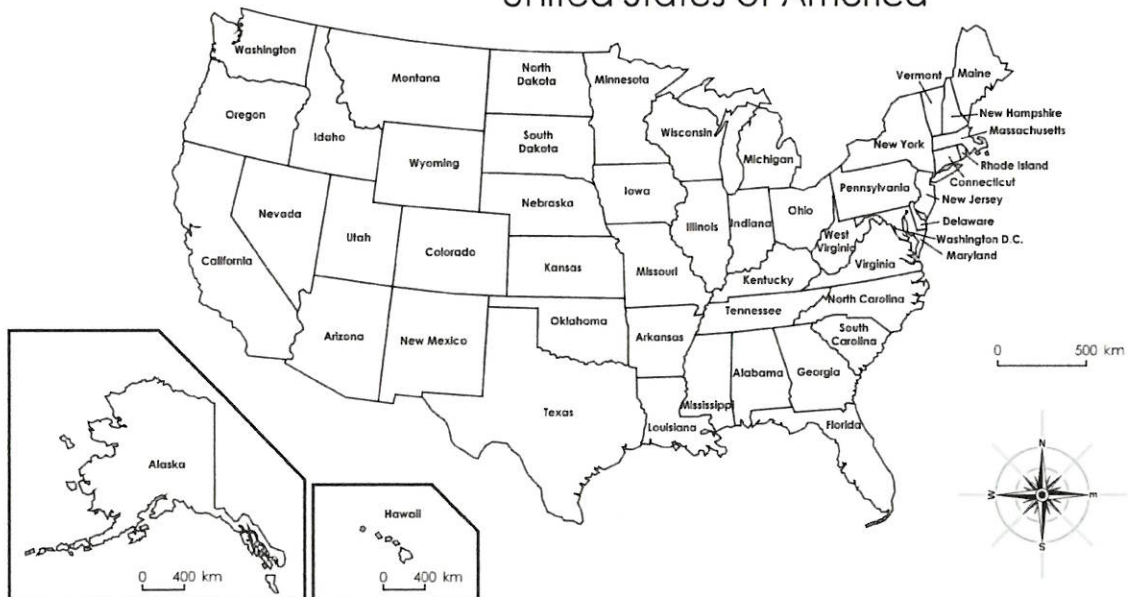 United States of America
Washington
Montana
North
Dakota
Minnesota
Vermont
Maine
Oregon
Idaho
Wyoming
South
Dakota
Wisconsin
Michigan
New York
New Hampshire
Massachusetts
Rhode Island
Connecticut
New Jersey
Delaware
Washington D.C.
Maryland
Nevada
Utah
Colorado
Nebraska
Iowa
Illinois
Indiana
Ohio
Pennsylvania
West
Virginia
Virginia
California
Kansas
Missouri
Kentucky
Arizona
New Mexico
Oklahoma
Arkansas
Tennessee
North Carolina
South
Carolina
0 500 km
Texas
Louisiana
Mississippi
Alabama
Georgia
Florida
Alaska
0 400 km
Hawaii
0 400 km
N
W
E
S